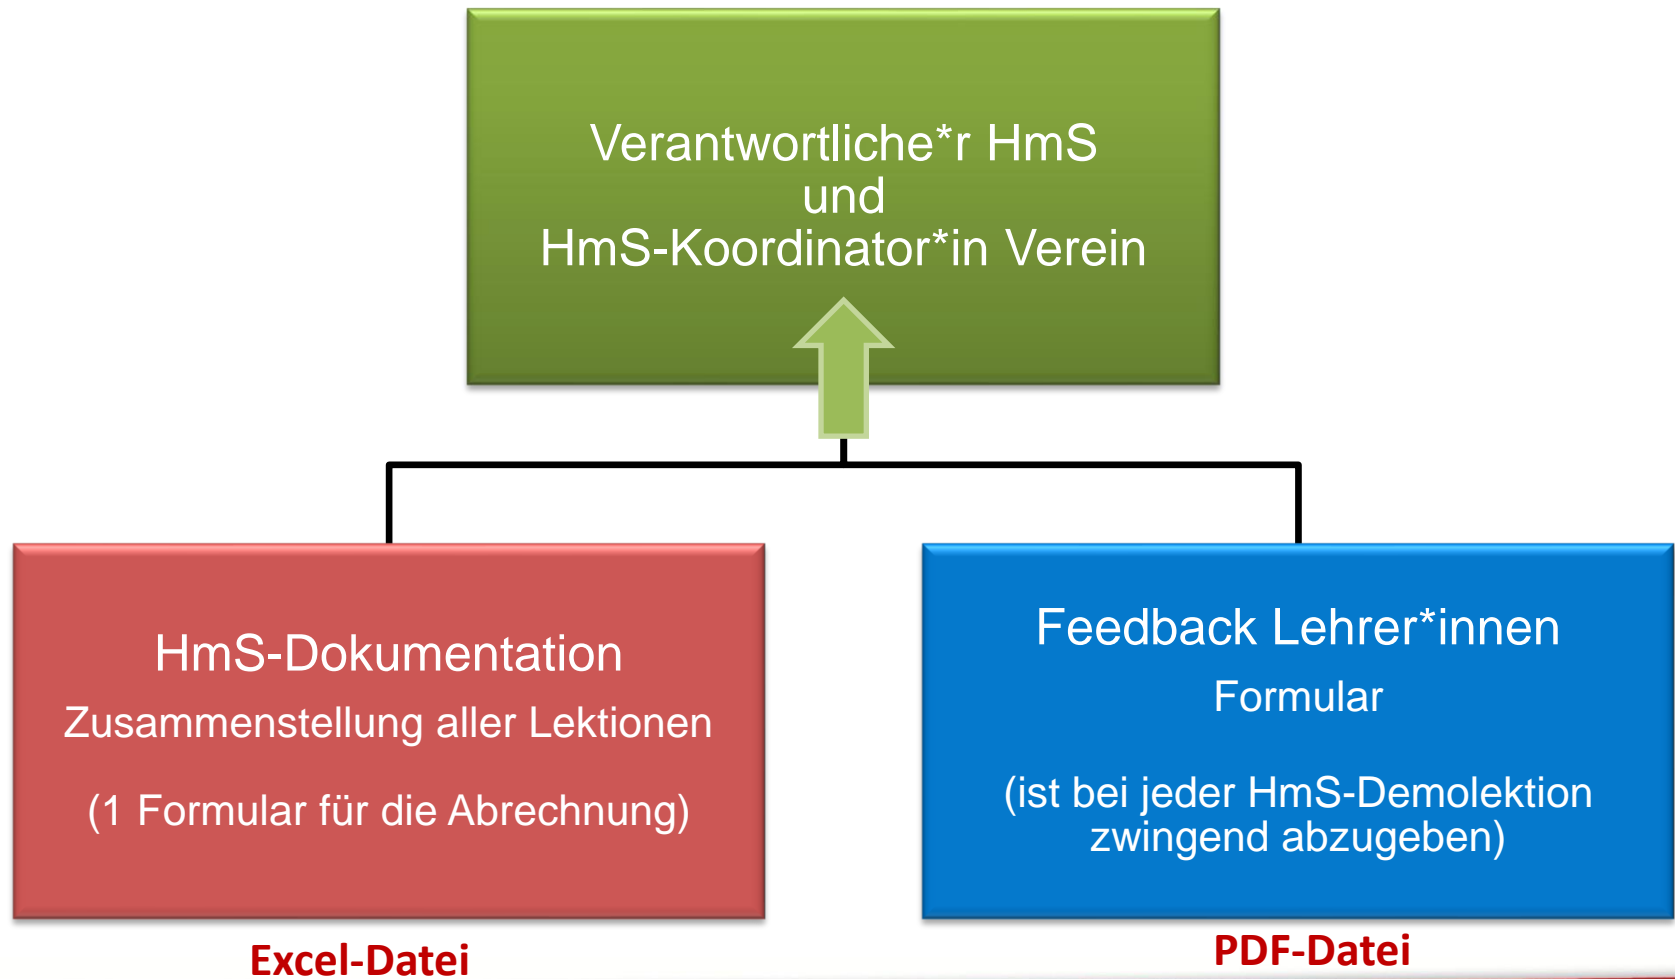 Verantwortliche*r HmS
und
HmS-Koordinator*in Verein
HmS-Dokumentation
Zusammenstellung aller Lektionen
(1 Formular für die Abrechnung)
Excel-Datei
Feedback Lehrer*innen
Formular
(ist bei jeder HmS-Demolektion
zwingend abzugeben)
PDF-Datei